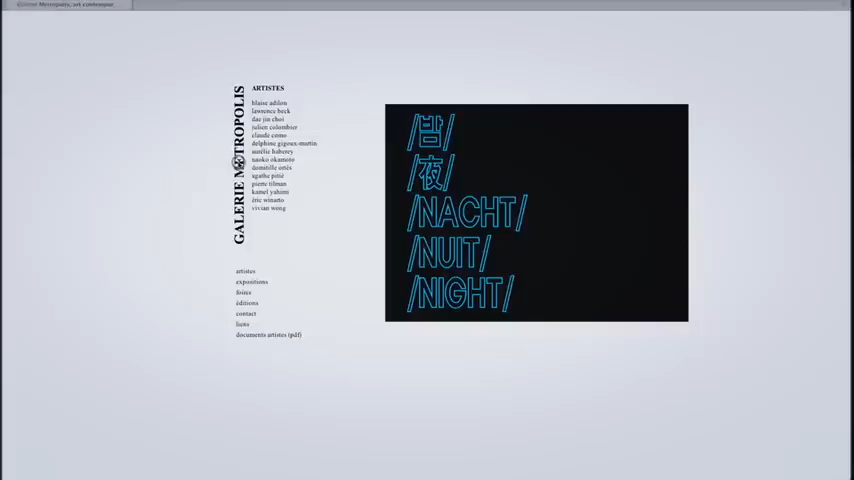 GALERIE METROPOLIS
ARTISTES
blaise adilon
lawrence beck
dae jin choi
julien colombier
claude como
delphine gigoux-martin
aurélie haberey
naoko okamoto
domitille ortès
agathe pitié
pierre tilman
kamel yahimi
éric winarto
vivian wong
artistes
expositions
foires
éditions
contact
liens
documents artistes (pdf)
/밤/
/夜/
/NACHT/
/NUIT/
/NIGHT/